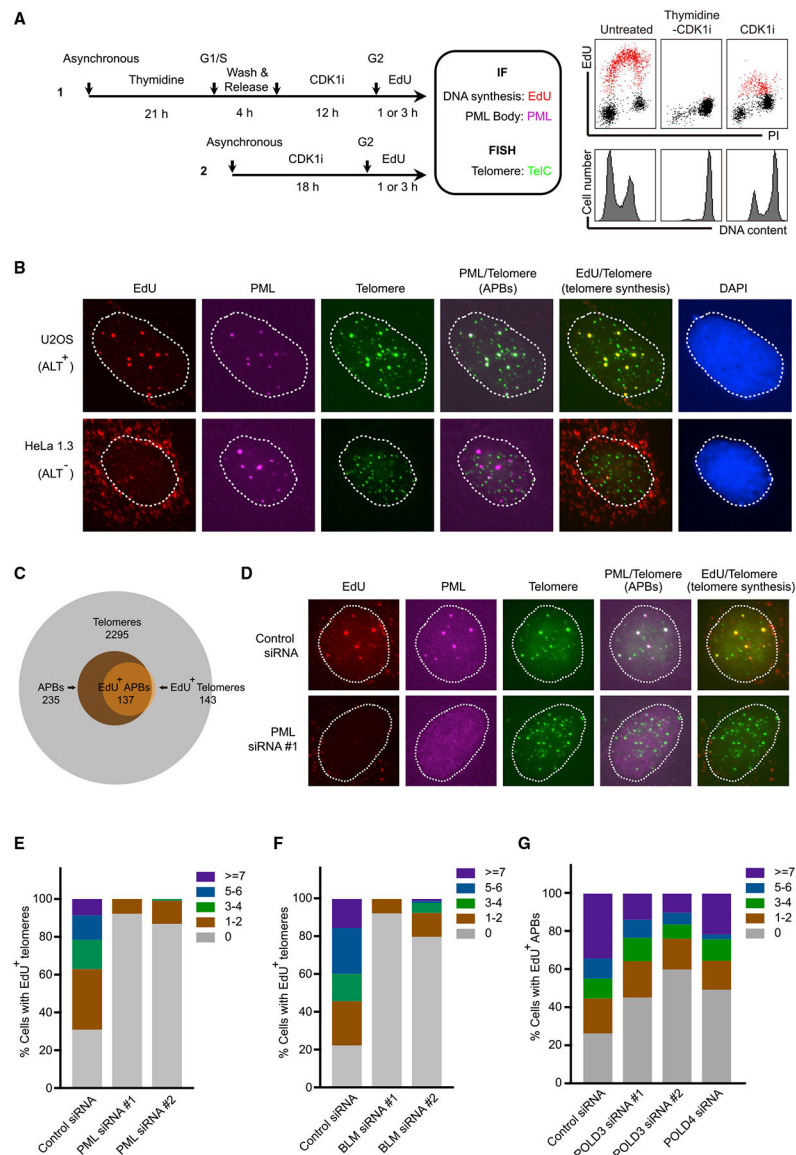 A
Asynchronous
G1/S
G2
Thymidine
Wash &
Release
CDK1i
EdU
1
21 h
4 h
12 h
1 or 3 h
Asynchronous
G2
CDK1i
EdU
2
18 h
1 or 3 h
IF
DNA synthesis: EdU
PML Body: PML
FISH
Telomere: TelC
Untreated
Thymidine
-CDK1i
CDK1i
EdU
PI
Cell number
DNA content
B
EdU
PML
Telomere
PML/Telomere
(APBs)
EdU/Telomere
(telomere synthesis)
DAPI
U2OS
(ALT+)
HeLa 1.3
(ALT-)
C
Telomeres
2295
APBs
235
EdU+ APBs
137
EdU+ Telomeres
143
D
EdU
PML
Telomere
PML/Telomere
(APBs)
EdU/Telomere
(telomere synthesis)
Control
siRNA
PML
siRNA #1
E
% Cells with EdU+ telomeres
100
80
60
40
20
0
>=7
5-6
3-4
1-2
0
Control siRNA
PML siRNA #1
PML siRNA #2
F
% Cells with EdU+ telomeres
100
80
60
40
20
0
>=7
5-6
3-4
1-2
0
Control siRNA
BLM siRNA #1
BLM siRNA #2
G
% Cells with EdU+ APBs
100
80
60
40
20
0
>=7
5-6
3-4
1-2
0
Control siRNA
POLD3 siRNA #1
POLD3 siRNA #2
POLD4 siRNA